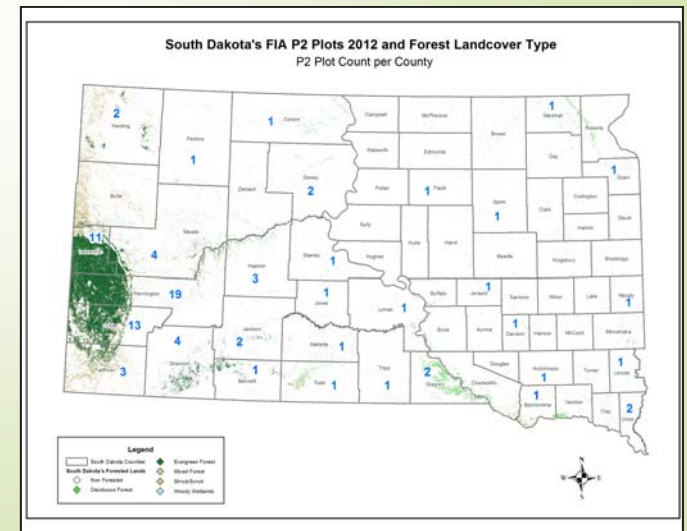 South Dakota's FIA P2 Plots 2012 and Forest Landcover Type
P2 Plot Count per County
2
Harding
Perkins
1
1
Corson
Campbell
McPherson
Brown
1
Marshall
Roberts
Walworth
Edmunds
Day
1
Grant
Butte
Ziebach
Dewey
2
Potter
1
Faulk
Spink
1
Clark
Codington
Hamlin
Deuel
11
Lawrence
Meade
4
Sully
Hyde
Hand
Beadle
Kingsbury
Brookings
Haakon
3
Stanley
1
Hughes
Pennington
19
1
Jones
Lyman
1
Buffalo
1
Jerauld
Sanborn
Miner
Lake
Moody
1
13
Brule
Aurora
1
Davison
Hanson
McCook
Minnehaha
3
4
Shannon
Jackson
2
1
Bennett
Mellette
1
Todd
1
Tripp
1
2
Gregory
Charles Mix
Douglas
Hutchinson
1
Turner
1
Lincoln
1
Bon Homme
Yankton
Clay
2
Union
Legend
South Dakota Counties
South Dakota's Forested Lands
Non Forested
Deciduous Forest
Evergreen Forest
Mixed Forest
Shrub/Scrub
Woody Wetlands
N
W
E
S